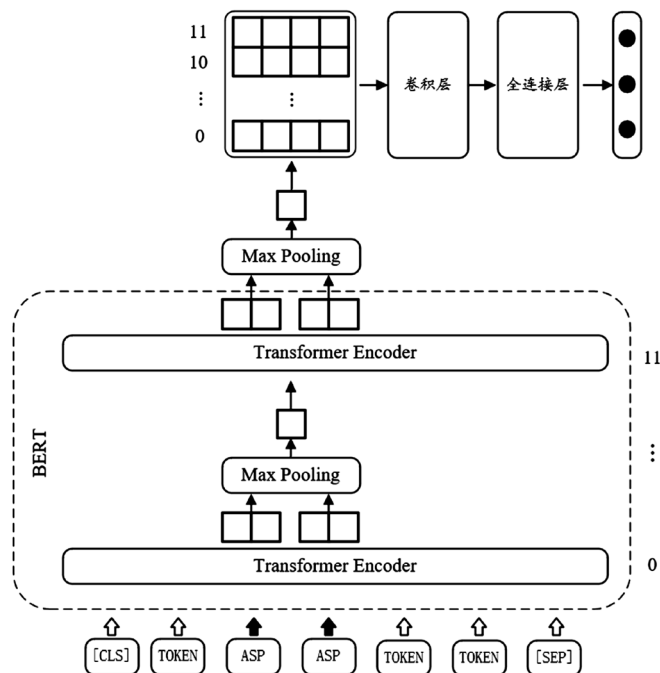 11
10
⋮
0
⋮
卷积层
全连接层
Max Pooling
Transformer Encoder
11
Max Pooling
⋮
BERT
Transformer Encoder
0
[CLS] TOKEN ASP ASP TOKEN TOKEN [SEP]